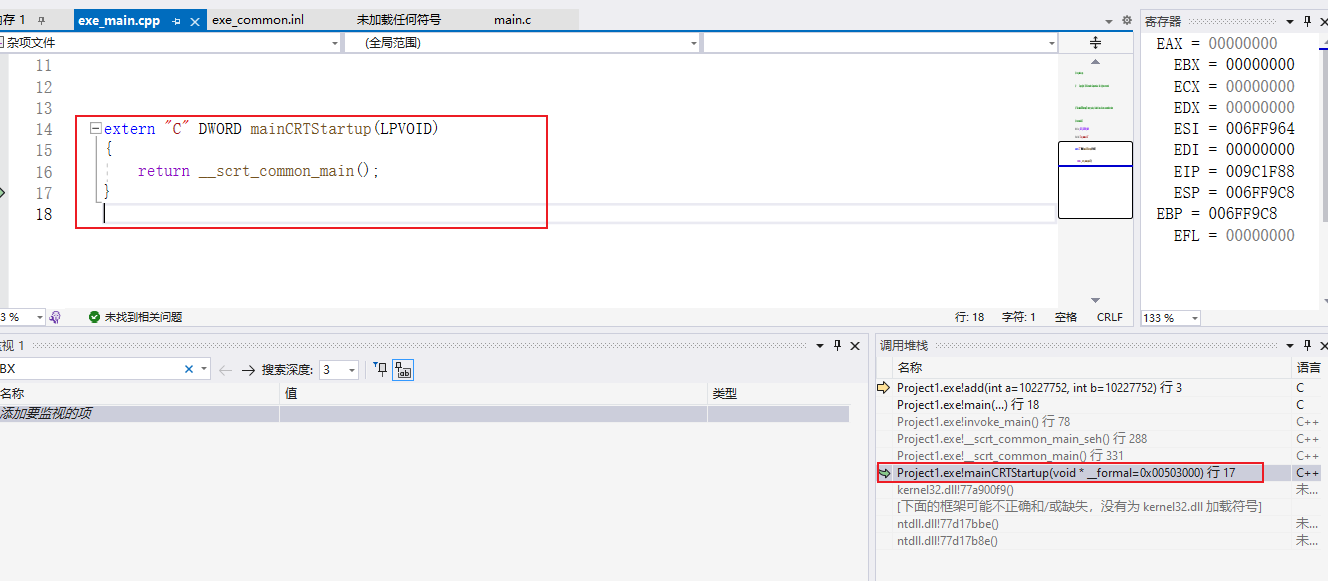 内存 1 exe_main.cpp exe_common.inl 未加载任何符号 main.c
杂项文件 (全局范围)
11
12
13
14 extern "C" DWORD mainCRTStartup(LPVOID)
15 {
16 return __scrt_common_main();
17 }
18
3 % 未找到相关问题 行: 18 字符: 1 空格 CRLF
寄存器
EAX = 00000000
EBX = 00000000
ECX = 00000000
EDX = 00000000
ESI = 006FF964
EDI = 00000000
EIP = 009C1F88
ESP = 006FF9C8
EBP = 006FF9C8
EFL = 00000000
133 %
监视 1
BX 搜索深度: 3
名称 值 类型
添加要监视的项
调用堆栈
名称 语言
Project1.exe!add(int a=10227752, int b=10227752) 行 3 C
Project1.exe!main(...) 行 18 C
Project1.exe!invoke_main() 行 78 C++
Project1.exe!__scrt_common_main_seh() 行 288 C++
Project1.exe!__scrt_common_main() 行 331 C++
Project1.exe!mainCRTStartup(void * __formal=0x00503000) 行 17 C++
kernel32.dll!77a900f9() 未...
[下面的框架可能不正确和/或缺失，没有为 kernel32.dll 加载符号]
ntdll.dll!77d17bbe() 未...
ntdll.dll!77d17b8e() 未...